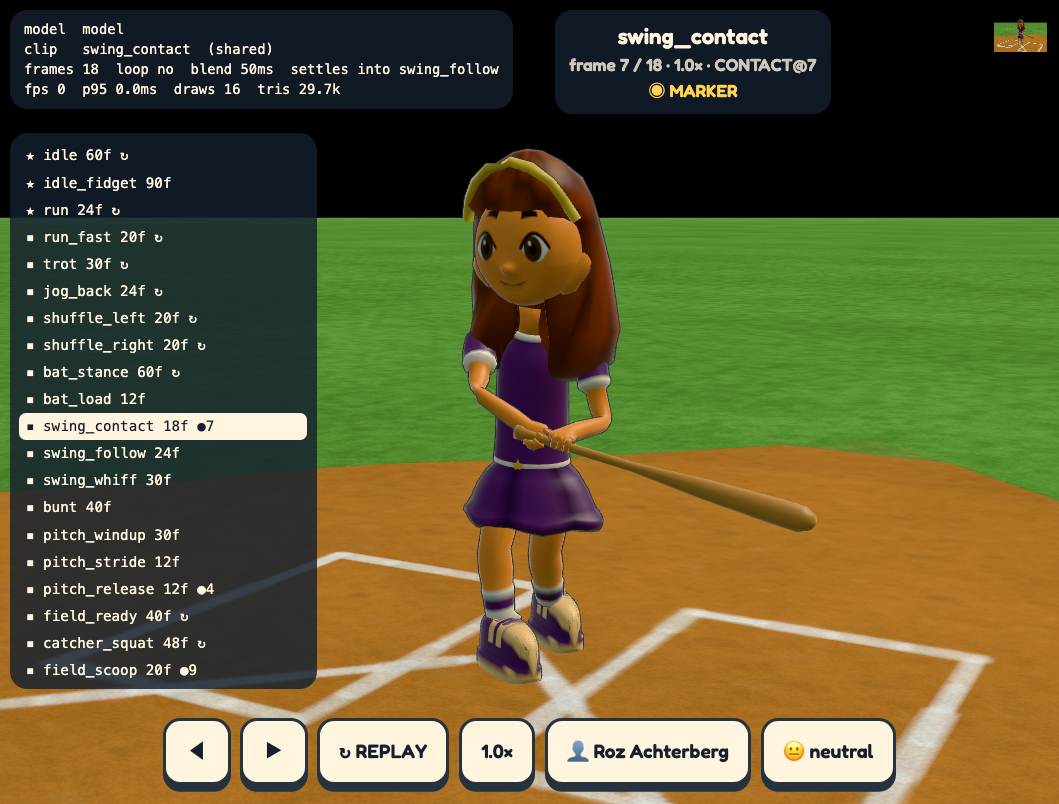 model model
clip swing_contact (shared)
frames 18 loop no blend 50ms settles into swing_follow
fps 0 p95 0.0ms draws 16 tris 29.7k
swing_contact
frame 7 / 18 · 1.0× · CONTACT@7
◉ MARKER
★ idle 60f ↻
★ idle_fidget 90f
★ run 24f ↻
▪ run_fast 20f ↻
▪ trot 30f ↻
▪ jog_back 24f ↻
▪ shuffle_left 20f ↻
▪ shuffle_right 20f ↻
▪ bat_stance 60f ↻
▪ bat_load 12f
▪ swing_contact 18f ●7
▪ swing_follow 24f
▪ swing_whiff 30f
▪ bunt 40f
▪ pitch_windup 30f
▪ pitch_stride 12f
▪ pitch_release 12f ●4
▪ field_ready 40f ↻
▪ catcher_squat 48f ↻
▪ field_scoop 20f ●9
◀ ▶ ↻ REPLAY 1.0× 👤 Roz Achterberg 😐 neutral